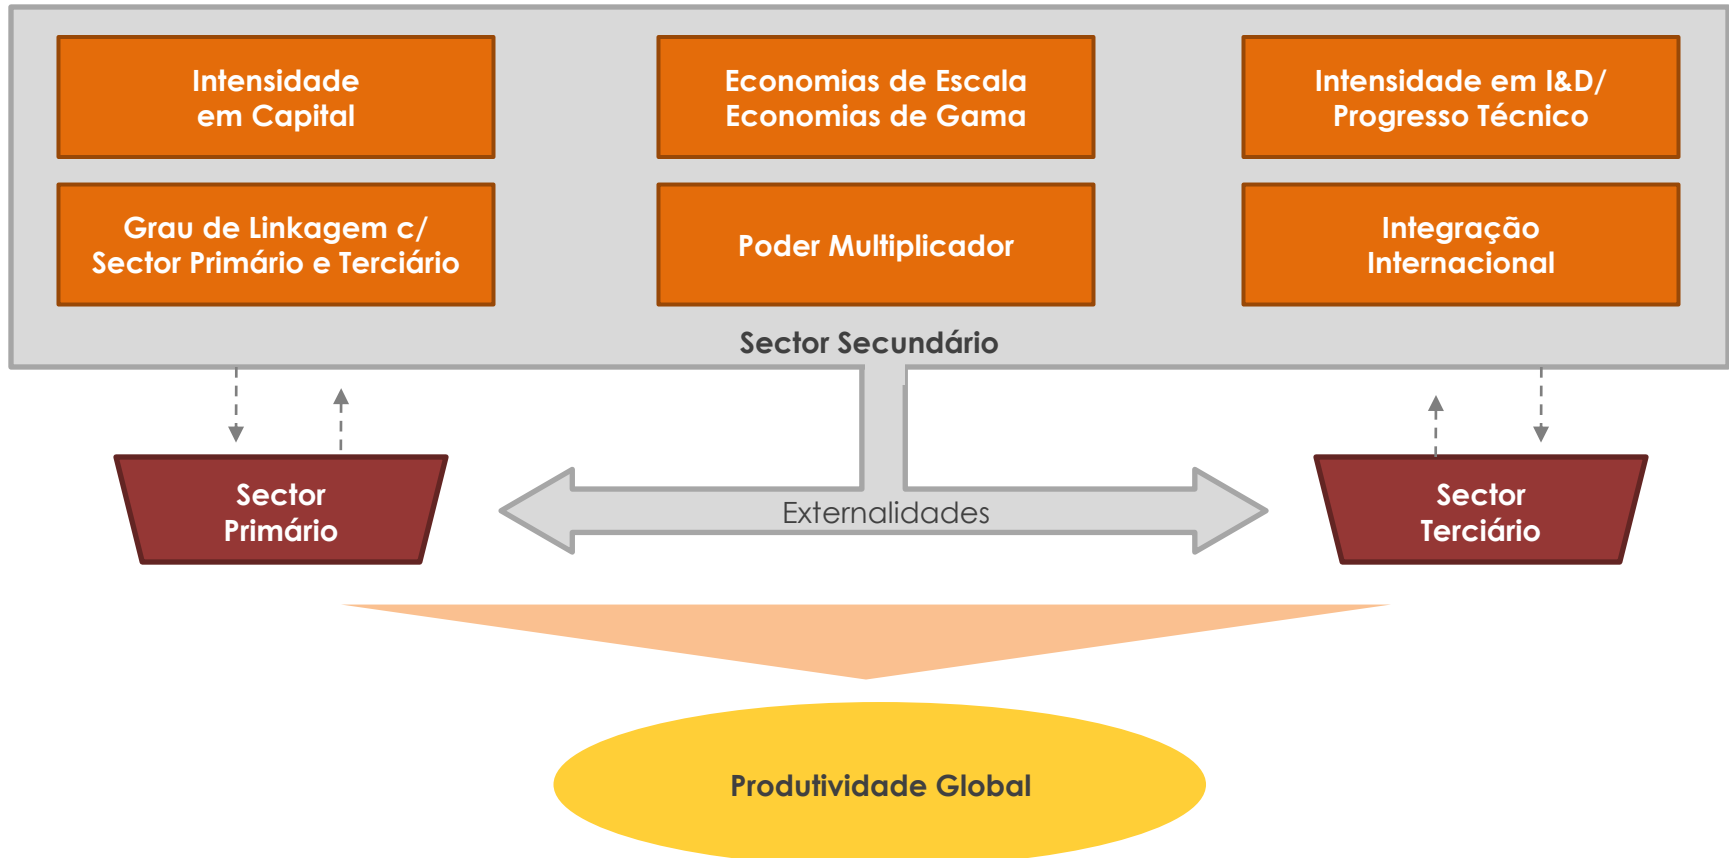 Intensidade
em Capital
Economias de Escala
Economias de Gama
Intensidade em I&D/
Progresso Técnico
Grau de Linkagem c/
Sector Primário e Terciário
Poder Multiplicador
Integração
Internacional
Sector Secundário
Sector
Primário
Externalidades
Sector
Terciário
Produtividade Global